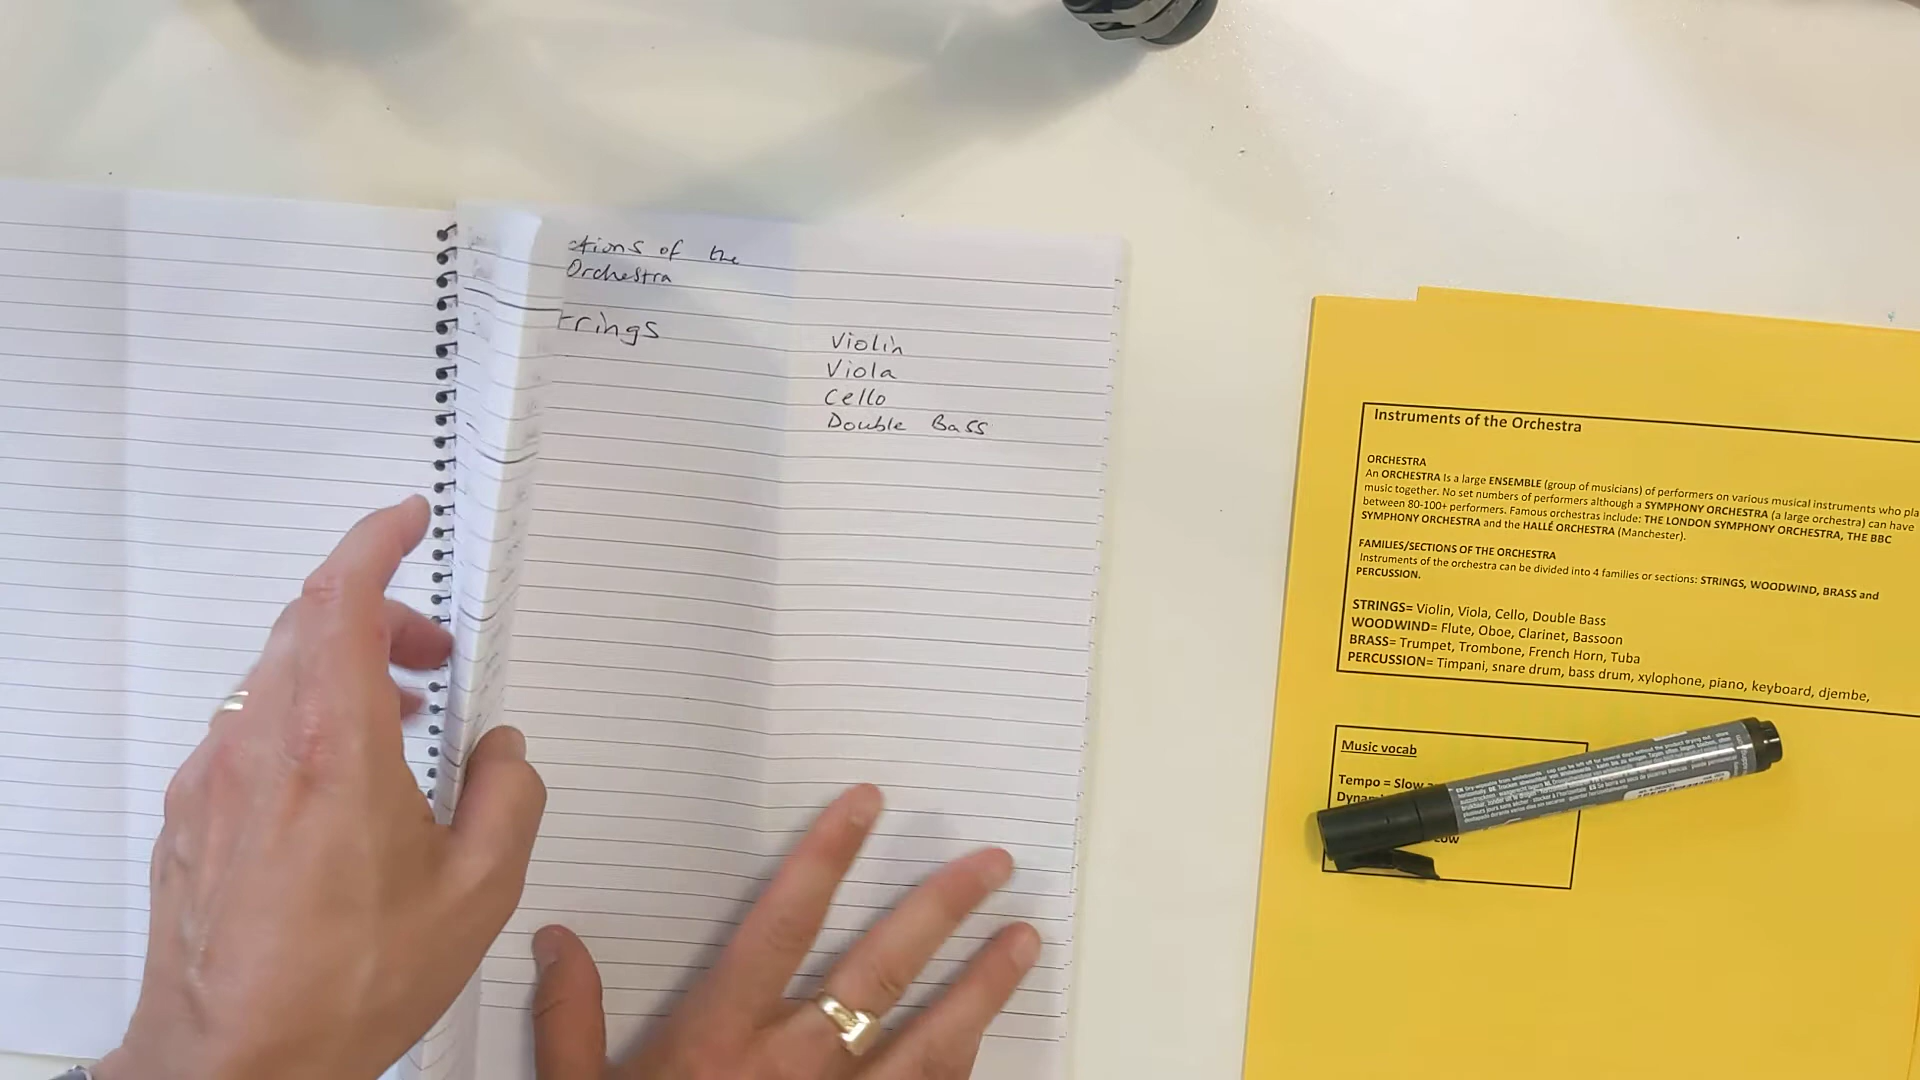 ctions of the
Orchestra
trings
Violin
Viola
Cello
Double Bass
Instruments of the Orchestra
ORCHESTRA
An ORCHESTRA Is a large ENSEMBLE (group of musicians) of performers on various musical instruments who pla
music together. No set numbers of performers although a SYMPHONY ORCHESTRA (a large orchestra) can have
between 80-100+ performers. Famous orchestras include: THE LONDON SYMPHONY ORCHESTRA, THE BBC
SYMPHONY ORCHESTRA and the HALLÉ ORCHESTRA (Manchester).
FAMILIES/SECTIONS OF THE ORCHESTRA
Instruments of the orchestra can be divided into 4 families or sections: STRINGS, WOODWIND, BRASS and
PERCUSSION.
STRINGS= Violin, Viola, Cello, Double Bass
WOODWIND= Flute, Oboe, Clarinet, Bassoon
BRASS= Trumpet, Trombone, French Horn, Tuba
PERCUSSION= Timpani, snare drum, bass drum, xylophone, piano, keyboard, djembe,
Music vocab
Tempo = Slow